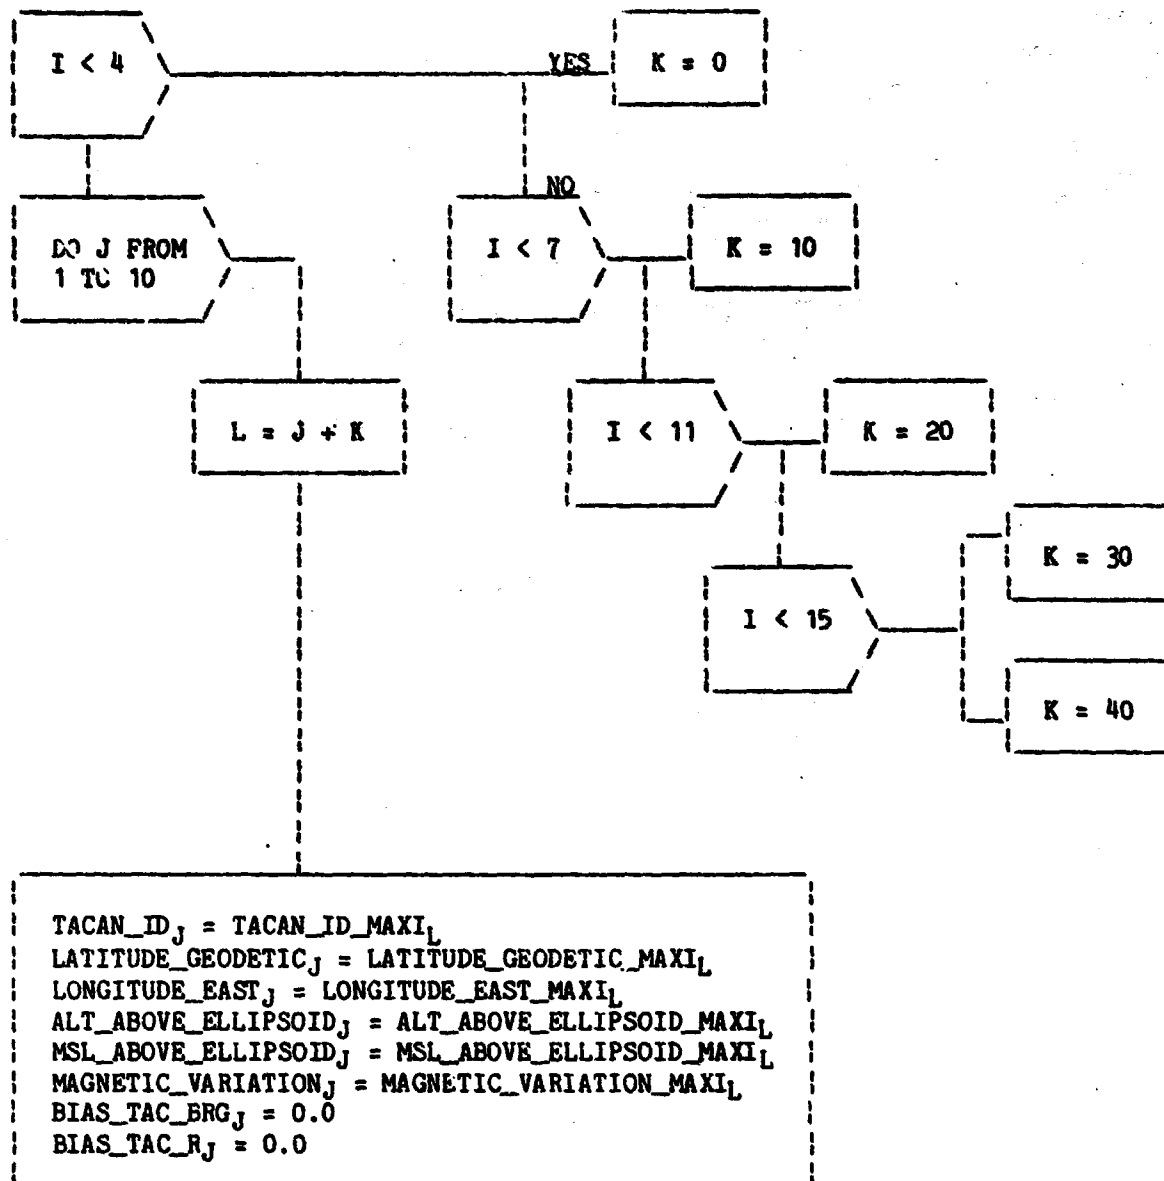 I < 4
YES
K = 0
NO
DO J FROM
1 TO 10
I < 7
K = 10
L = J + K
I < 11
K = 20
I < 15
K = 30
K = 40
TACAN_ID_J = TACAN_ID_MAXI_L
LATITUDE_GEODETIC_J = LATITUDE_GEODETIC_MAXI_L
LONGITUDE_EAST_J = LONGITUDE_EAST_MAXI_L
ALT_ABOVE_ELLIPSOID_J = ALT_ABOVE_ELLIPSOID_MAXI_L
MSL_ABOVE_ELLIPSOID_J = MSL_ABOVE_ELLIPSOID_MAXI_L
MAGNETIC_VARIATION_J = MAGNETIC_VARIATION_MAXI_L
BIAS_TAC_BRG_J = 0.0
BIAS_TAC_R_J = 0.0